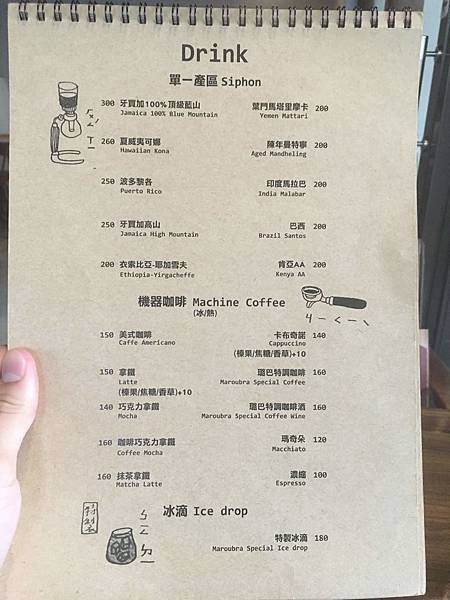 Drink
單一產區 Siphon
300 牙買加100%頂級藍山
Jamaica 100% Blue Mountain
葉門馬塔里摩卡 200
Yemen Mattari
260 夏威夷可娜
Hawaiian Kona
陳年曼特寧 200
Aged Mandheling
250 波多黎各
Puerto Rico
印度馬拉巴 200
India Malabar
250 牙買加高山
Jamaica High Mountain
巴西 200
Brazil Santos
200 衣索比亞-耶加雪夫
Ethiopia-Yirgacheffe
肯亞AA 200
Kenya AA
機器咖啡 Machine Coffee
(冰/熱)
150 美式咖啡
Caffe Americano
卡布奇諾 140
Cappuccino
(榛果/焦糖/香草)+10
150 拿鐵
Latte
(榛果/焦糖/香草)+10
璐巴特調咖啡 160
Maroubra Special Coffee
140 巧克力拿鐵
Mocha
璐巴特調咖啡酒 160
Maroubra Special Coffee Wine
160 咖啡巧克力拿鐵
Coffee Mocha
瑪奇朵 120
Macchiato
160 抹茶拿鐵
Matcha Latte
濃縮 100
Espresso
冰滴 Ice drop
特製冰滴 180
Maroubra Special Ice drop